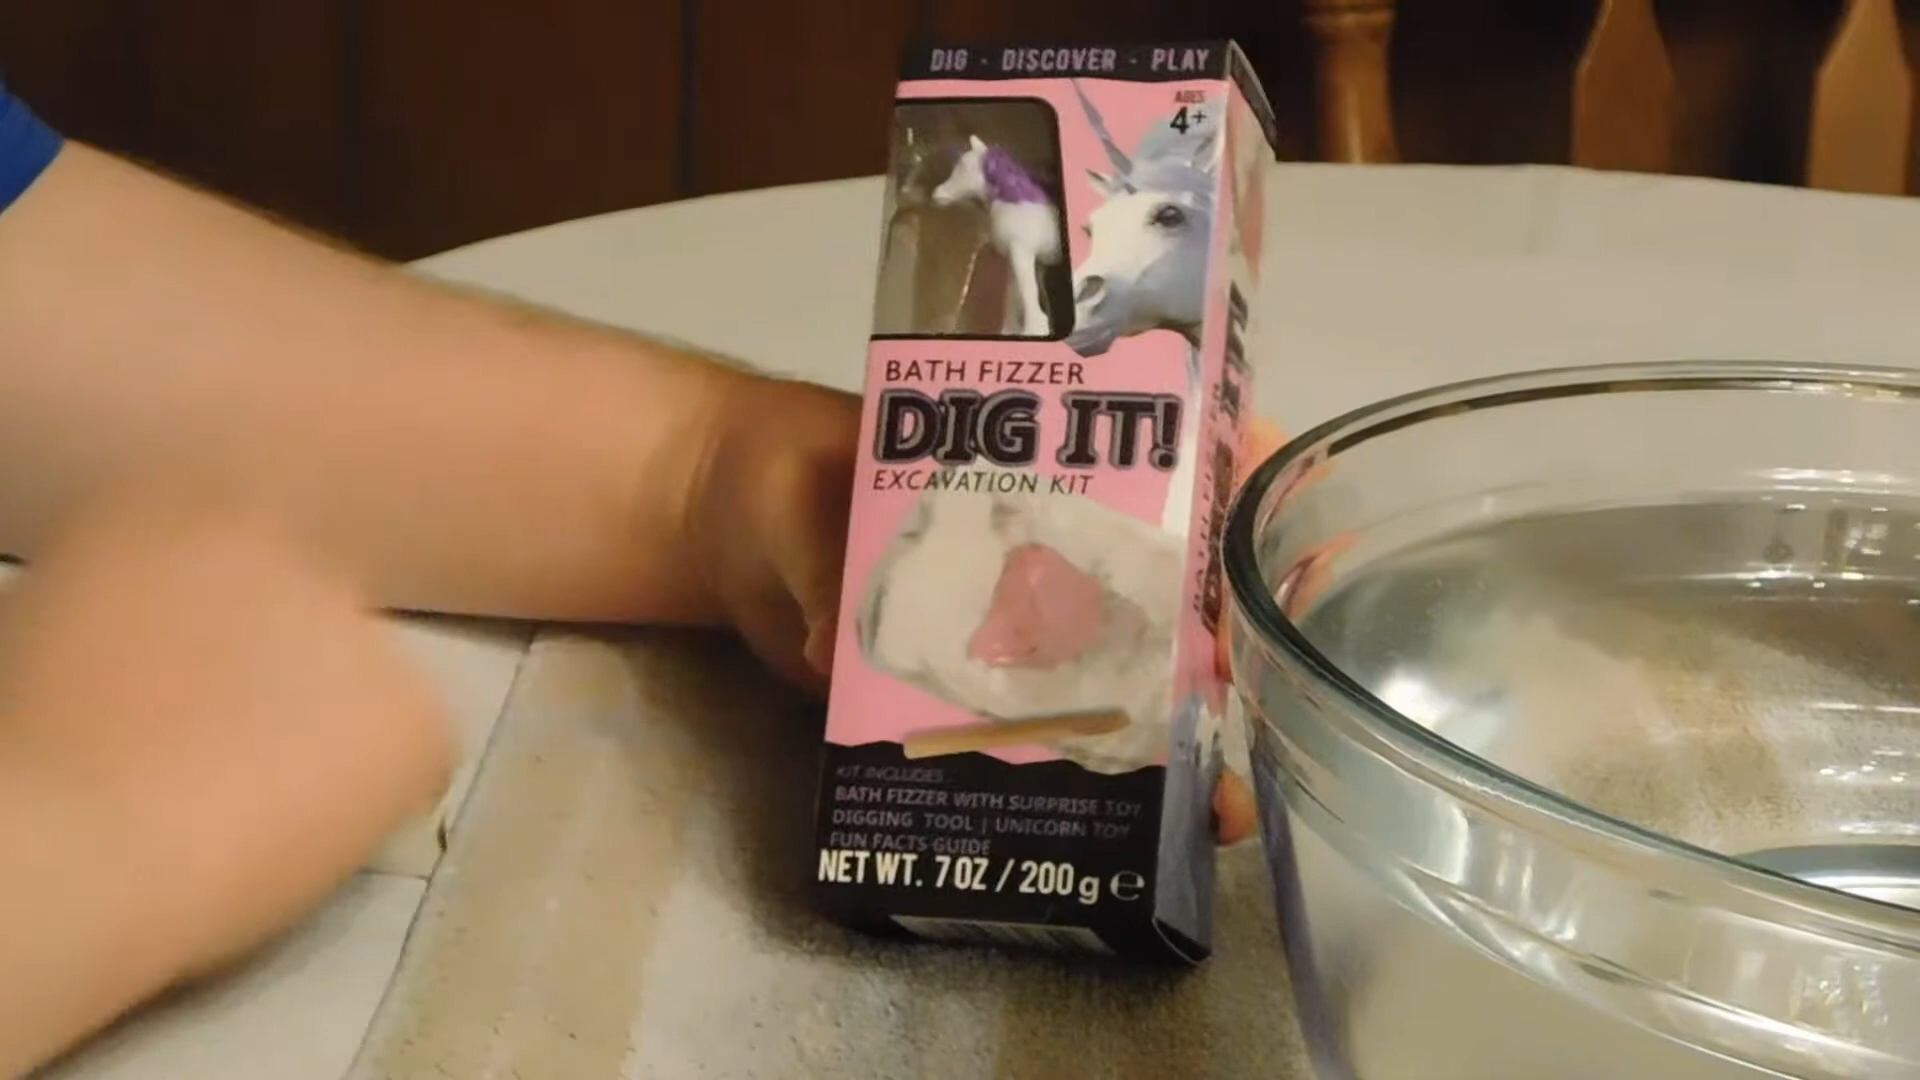 DIG - DISCOVER - PLAY
AGES
4+
BATH FIZZER
DIG IT!
EXCAVATION KIT
KIT INCLUDES...
BATH FIZZER WITH SURPRISE TOY
DIGGING TOOL | UNICORN TOY
FUN FACTS GUIDE
NET WT. 7 OZ / 200 g ℮